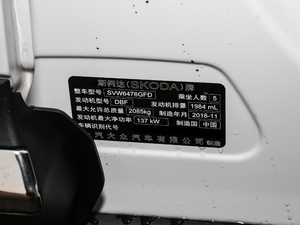 斯柯达(SKODA)牌
整车型号 SVW6476GFD 乘坐人数 5
发动机型号 DBF 发动机排量 1984 mL
最大允许总质量 2085kg 制造年月 2018-11
发动机最大净功率 137 kW 制造国 中国
车辆识别代号
汽大众汽车有限公司 制造